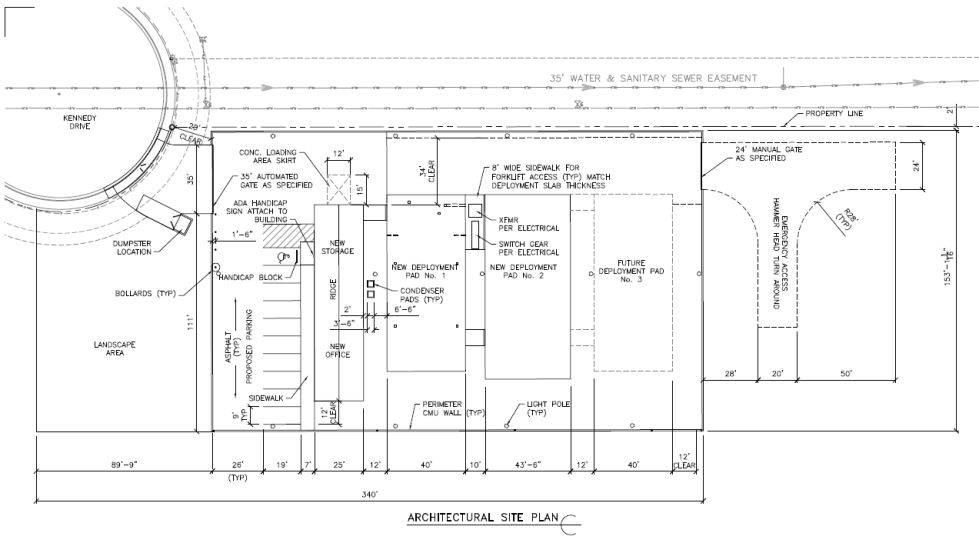 35' WATER & SANITARY SEWER EASEMENT
KENNEDY
DRIVE
PROPERTY LINE
2'
28'
CLEAR
CONC. LOADING
AREA SKIRT
12'
34'
CLEAR
8' WIDE SIDEWALK FOR
FORKLIFT ACCESS (TYP) MATCH
DEPLOYMENT SLAB THICKNESS
24' MANUAL GATE
AS SPECIFIED
24'
35'
35' AUTOMATED
GATE AS SPECIFIED
15'
ADA HANDICAP
SIGN ATTACH TO
BUILDING
XFMR
PER ELECTRICAL
SWITCH GEAR
PER ELECTRICAL
R28'
(TYP)
EMERGENCY ACCESS
HAMMER HEAD TURN AROUND
DUMPSTER
LOCATION
1'-6"
NEW
STORAGE
HANDICAP BLOCK
NEW DEPLOYMENT
PAD No. 1
NEW DEPLOYMENT
No. 2
FUTURE
DEPLOYMENT PAD
No. 3
BOLLARDS (TYP)
RIDGE
CONDENSER
PADS (TYP)
2'
6'-6"
3'-6"
111'
ASPHALT
(TYP)
PROPOSED PARKING
LANDSCAPE
AREA
NEW
OFFICE
28'
20'
50'
SIDEWALK
9'
TYP
12'
CLEAR
PERIMETER
CMU WALL (TYP)
LIGHT POLE
(TYP)
89'-9"
26'
(TYP)
19'
7'
25'
12'
40'
10'
43'-6"
12'
40'
12'
CLEAR
340'
ARCHITECTURAL SITE PLAN